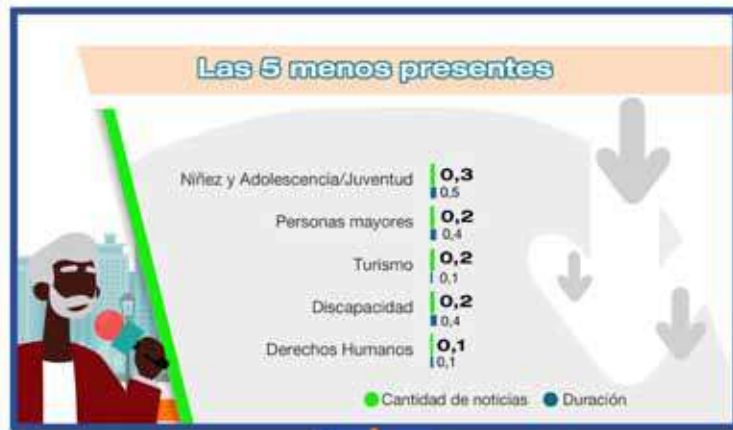 Las 5 menos presentes
Niñez y Adolescencia/Juventud 0,3
0,5
Personas mayores 0,2
0,4
Turismo 0,2
0,1
Discapacidad 0,2
0,4
Derechos Humanos 0,1
0,1
Cantidad de noticias Duración